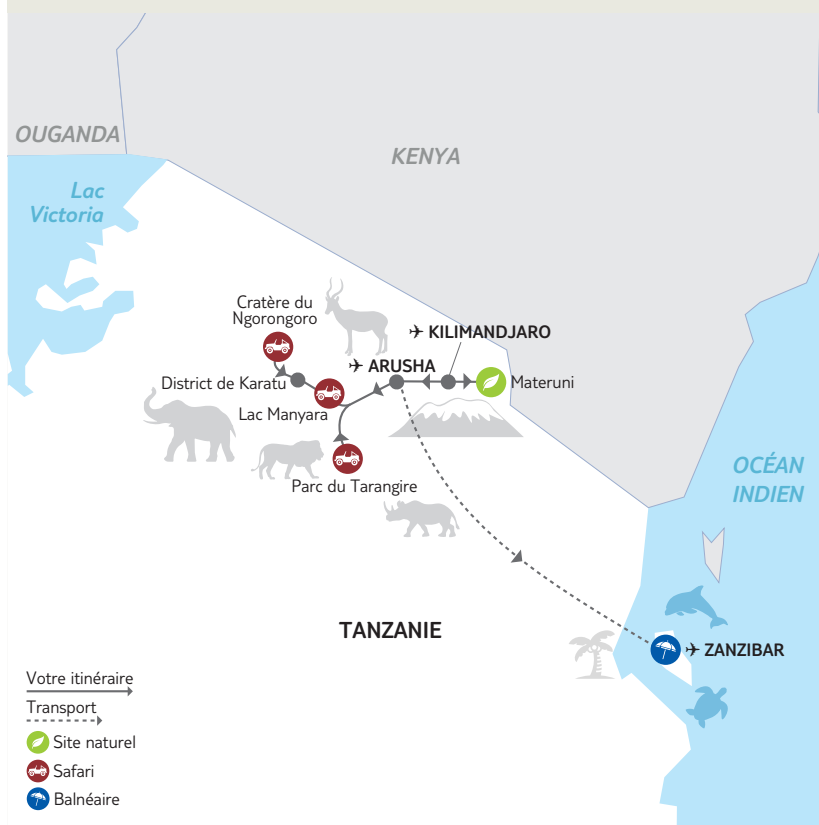 OUGANDA
KENYA
Lac
Victoria
Cratère du
Ngorongoro
KILIMANDJARO
ARUSHA
District de Karatu
Materuni
Lac Manyara
Parc du Tarangire
OCÉAN
INDIEN
TANZANIE
ZANZIBAR
Votre itinéraire
Transport
Site naturel
Safari
Balnéaire